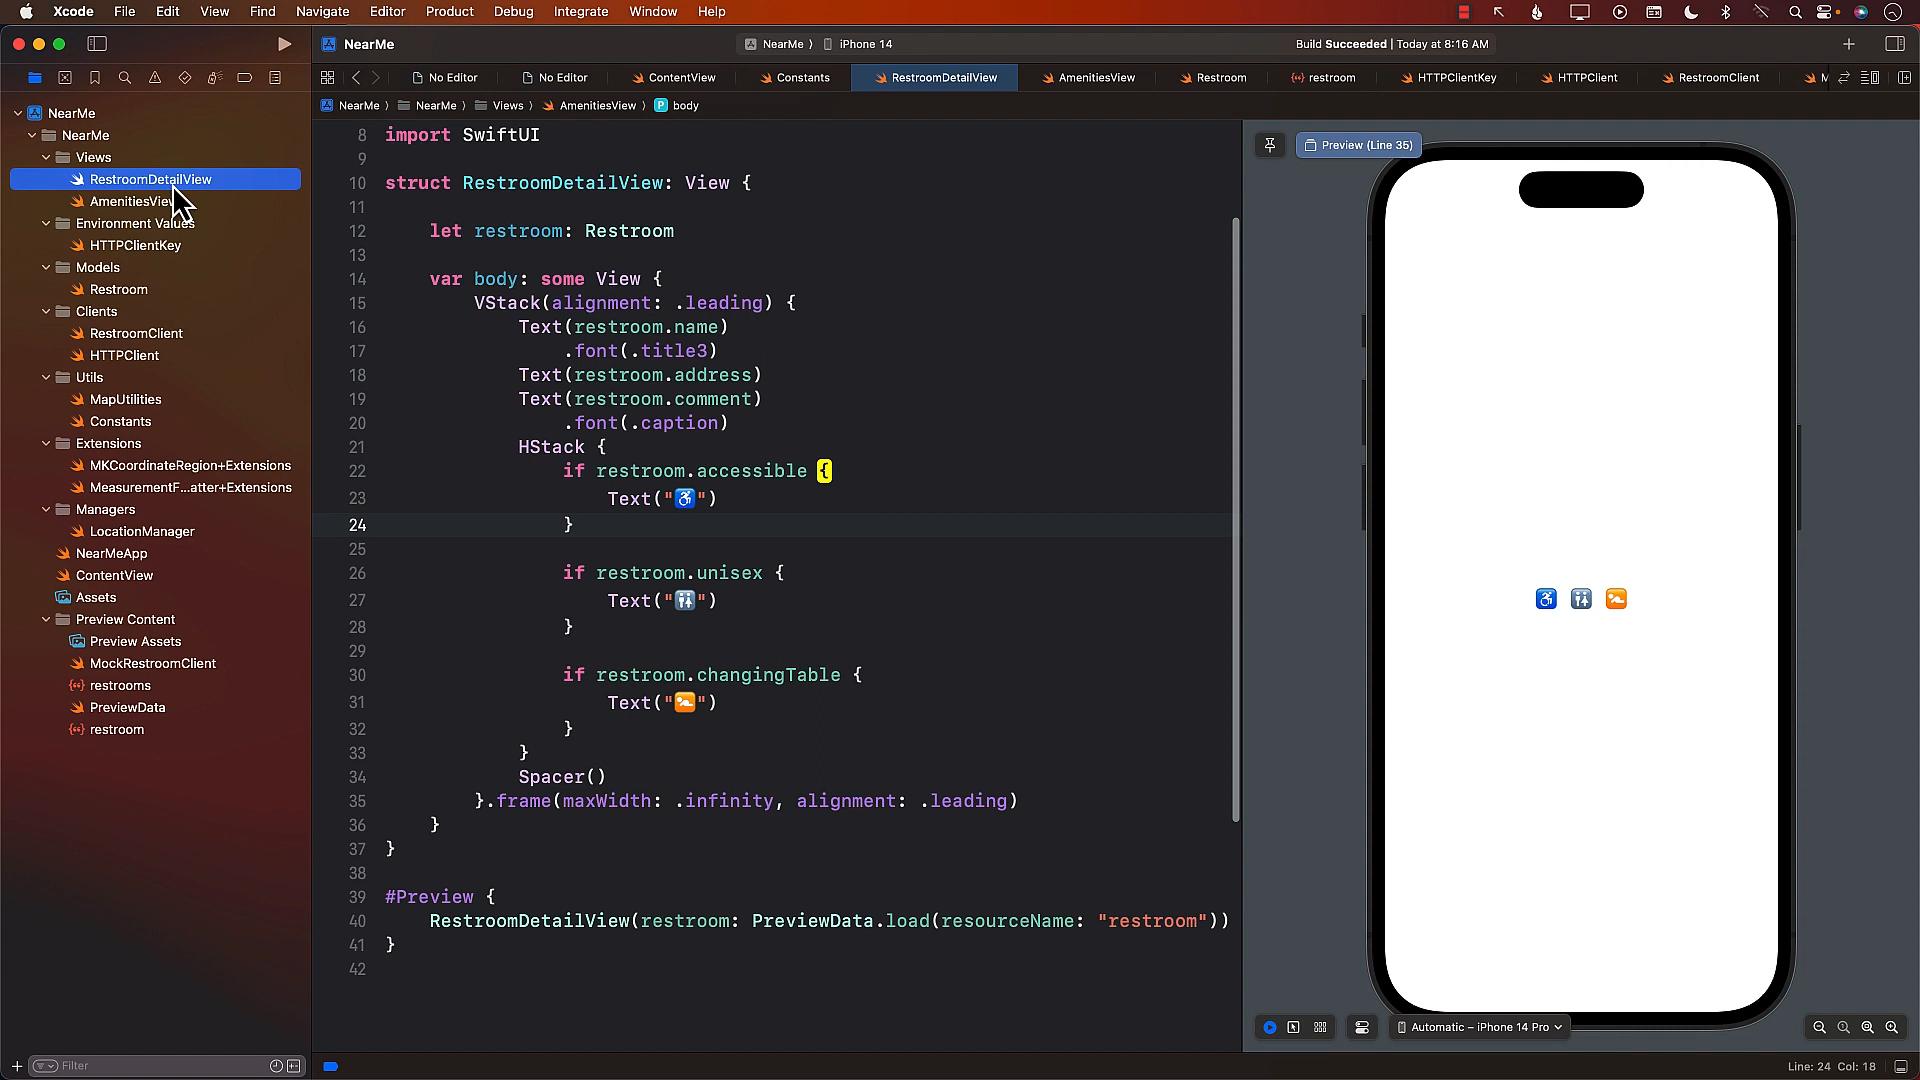 Xcode File Edit View Find Navigate Editor Product Debug Integrate Window Help
NearMe
NearMe 〉 iPhone 14
Build Succeeded | Today at 8:16 AM
No Editor
No Editor
ContentView
Constants
RestroomDetailView
AmenitiesView
Restroom
restroom
HTTPClientKey
HTTPClient
RestroomClient
M
NearMe 〉 NearMe 〉 Views 〉 AmenitiesView 〉 P body
NearMe
NearMe
Views
RestroomDetailView
AmenitiesView
Environment Values
HTTPClientKey
Models
Restroom
Clients
RestroomClient
HTTPClient
Utils
MapUtilities
Constants
Extensions
MKCoordinateRegion+Extensions
MeasurementF...atter+Extensions
Managers
LocationManager
NearMeApp
ContentView
Assets
Preview Content
Preview Assets
MockRestroomClient
restrooms
PreviewData
restroom
Filter
8 import SwiftUI
9
10 struct RestroomDetailView: View {
11
12 let restroom: Restroom
13
14 var body: some View {
15 VStack(alignment: .leading) {
16 Text(restroom.name)
17 .font(.title3)
18 Text(restroom.address)
19 Text(restroom.comment)
20 .font(.caption)
21 HStack {
22 if restroom.accessible {
23 Text("♿")
24 }
25
26 if restroom.unisex {
27 Text("🚻")
28 }
29
30 if restroom.changingTable {
31 Text("🚼")
32 }
33 }
34 Spacer()
35 }.frame(maxWidth: .infinity, alignment: .leading)
36 }
37 }
38
39 #Preview {
40 RestroomDetailView(restroom: PreviewData.load(resourceName: "restroom"))
41 }
42
Preview (Line 35)
♿ 🚻 🚼
Automatic – iPhone 14 Pro
Line: 24 Col: 18